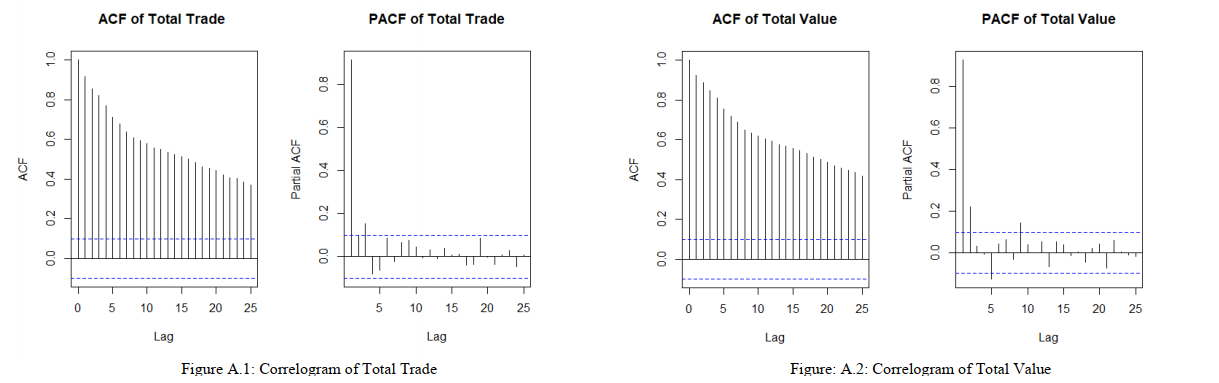 ACF of Total Trade
PACF of Total Trade
ACF of Total Value
PACF of Total Value
ACF
0.0 0.2 0.4 0.6 0.8 1.0
0 5 10 15 20 25
Lag
Partial ACF
0.0 0.2 0.4 0.6 0.8
5 10 15 20 25
Lag
ACF
0.0 0.2 0.4 0.6 0.8 1.0
0 5 10 15 20 25
Lag
Partial ACF
0.0 0.2 0.4 0.6 0.8
5 10 15 20 25
Lag
Figure A.1: Correlogram of Total Trade
Figure: A.2: Correlogram of Total Value